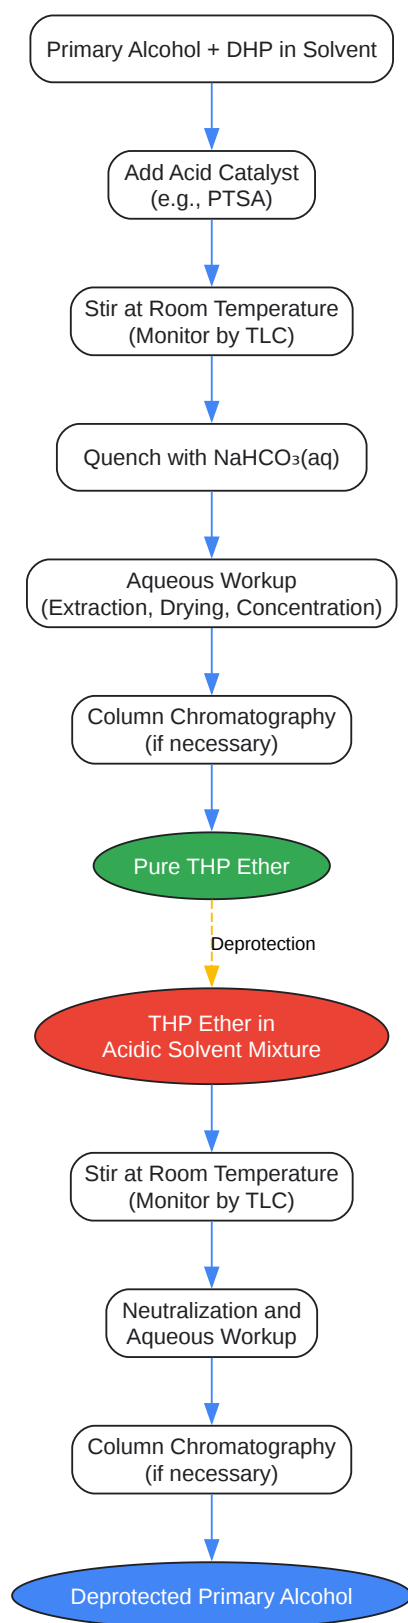 Primary Alcohol + DHP in Solvent
Add Acid Catalyst
(e.g., PTSA)
Stir at Room Temperature
(Monitor by TLC)
Quench with NaHCO₃(aq)
Aqueous Workup
(Extraction, Drying, Concentration)
Column Chromatography
(if necessary)
Pure THP Ether
Deprotection
THP Ether in
Acidic Solvent Mixture
Stir at Room Temperature
(Monitor by TLC)
Neutralization and
Aqueous Workup
Column Chromatography
(if necessary)
Deprotected Primary Alcohol